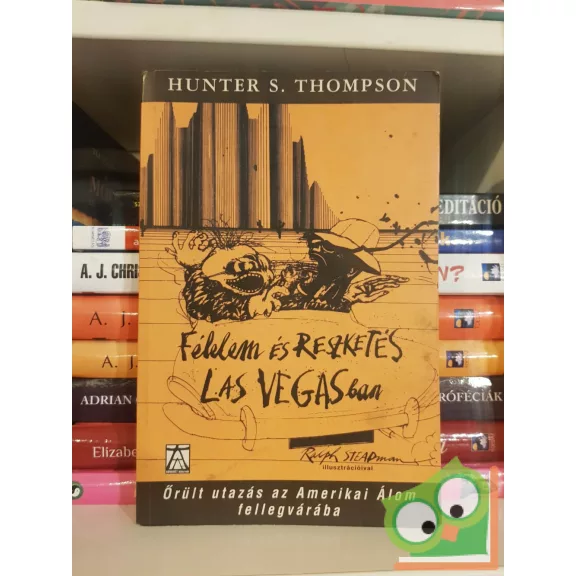 HUNTER S. THOMPSON
Félelem és RESZKETÉS
LAS VEGASban
Ralph STEADman
illusztrációival
Őrült utazás az Amerikai Álom
fellegvárába
A. J. CHRI
A. J.
A. J.
ADRIAN
Elizabe
EDITÁCIÓ
N?
RÓFÉCIÁK